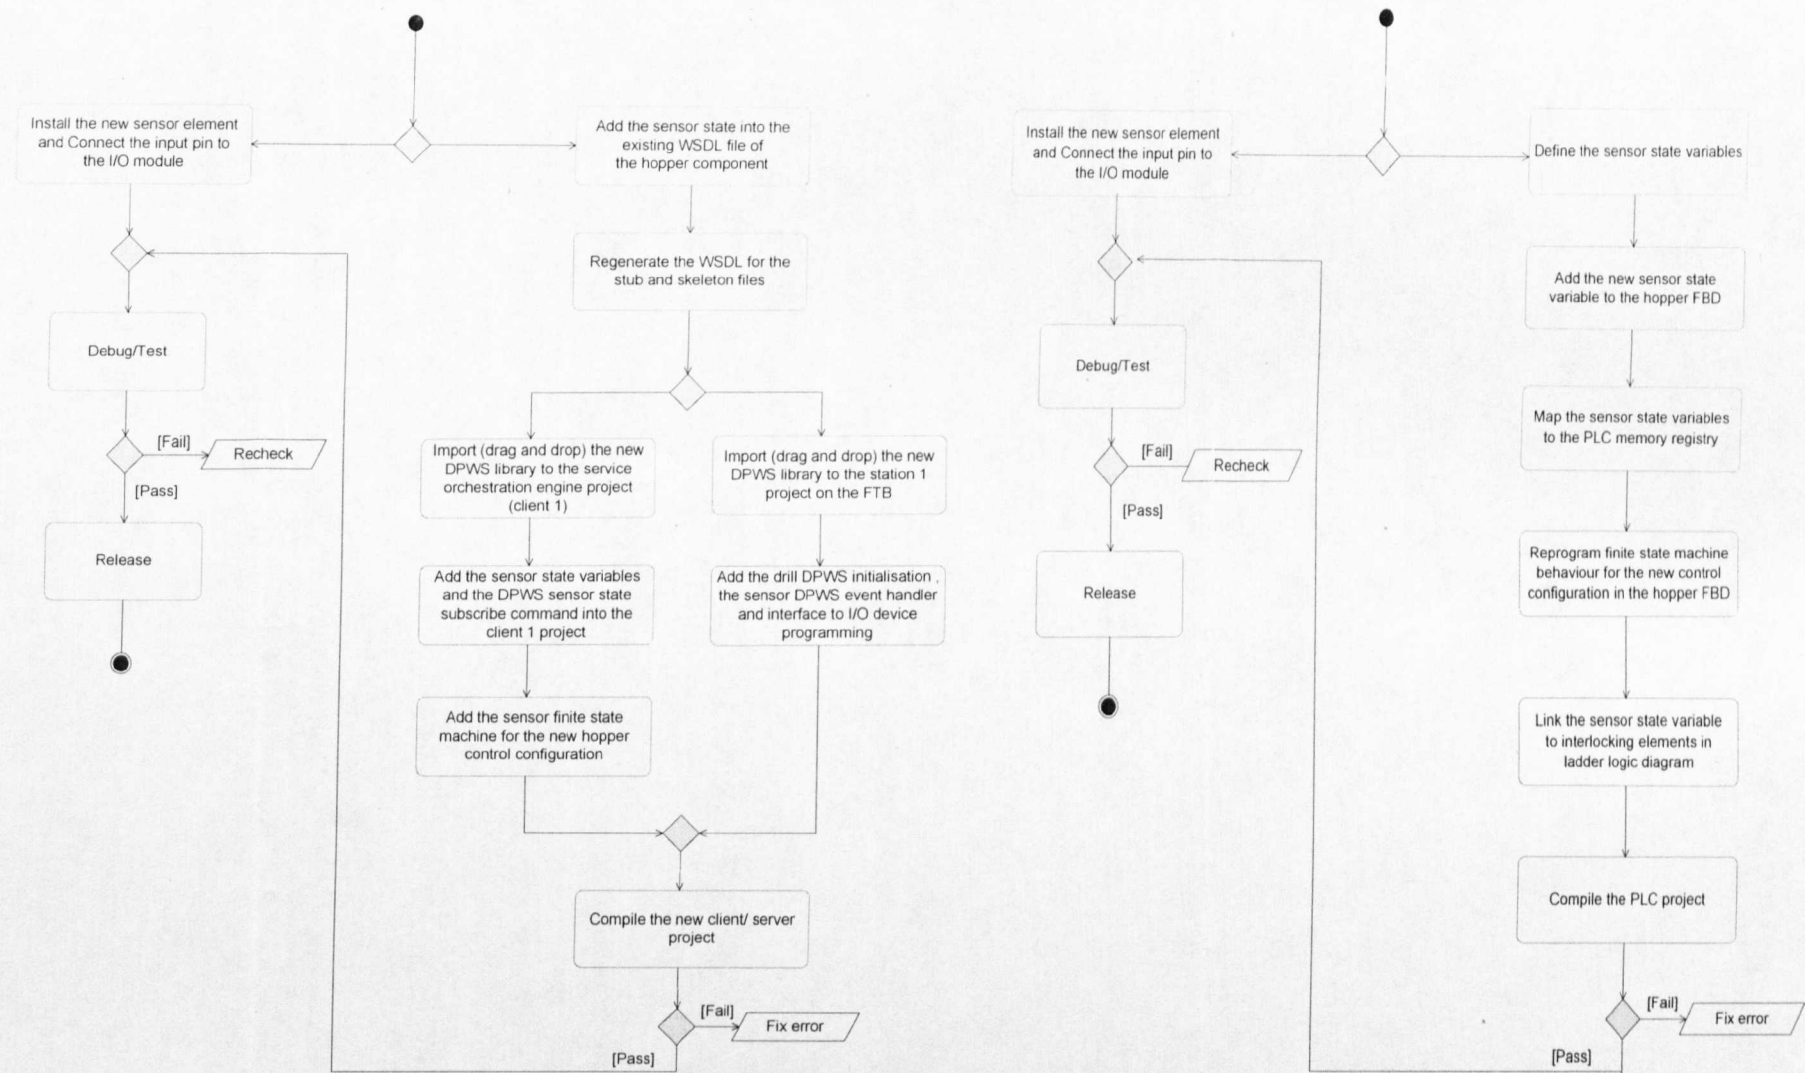 Install the new sensor element
and Connect the input pin to
the I/O module
Add the sensor state into the
existing WSDL file of
the hopper component
Regenerate the WSDL for the
stub and skeleton files
Debug/Test
[Fail]
Recheck
[Pass]
Release
Import (drag and drop) the new
DPWS library to the service
orchestration engine project
(client 1)
Import (drag and drop) the new
DPWS library to the station 1
project on the FTB
Add the sensor state variables
and the DPWS sensor state
subscribe command into the
client 1 project
Add the drill DPWS initialisation ,
the sensor DPWS event handler
and interface to I/O device
programming
Add the sensor finite state
machine for the new hopper
control configuration
Compile the new client/ server
project
[Fail]
Fix error
[Pass]
Install the new sensor element
and Connect the input pin to
the I/O module
Define the sensor state variables
Add the new sensor state
variable to the hopper FBD
Debug/Test
[Fail]
Recheck
[Pass]
Release
Map the sensor state variables
to the PLC memory registry
Reprogram finite state machine
behaviour for the new control
configuration in the hopper FBD
Link the sensor state variable
to interlocking elements in
ladder logic diagram
Compile the PLC project
[Fail]
Fix error
[Pass]